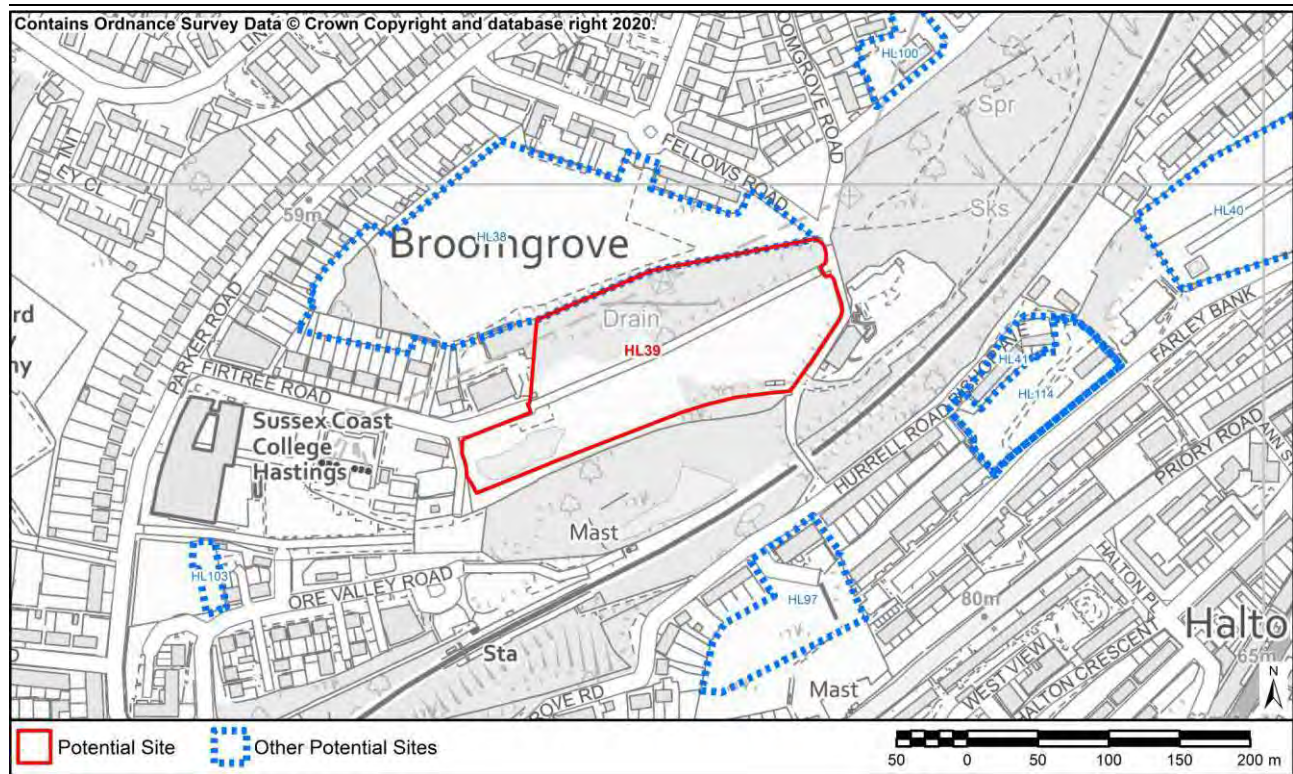 Contains Ordnance Survey Data © Crown Copyright and database right 2020.
HL100
Spr
FELLOWS ROAD
Sks
HL40
59m
HL38
Broomgrove
PARKER ROAD
Drain
HL39
FIRTREE ROAD
HL41
FARLEY BANK
HL114
Sussex Coast
College
Hastings
HURRELL ROAD
PRIORY ROAD
Mast
HL103
ORE VALLEY ROAD
HL97
80m
Sta
Halto
65m
WEST VIEW
HALTON CRESCENT
Mast
N
Potential Site
Other Potential Sites
50 0 50 100 150 200 m